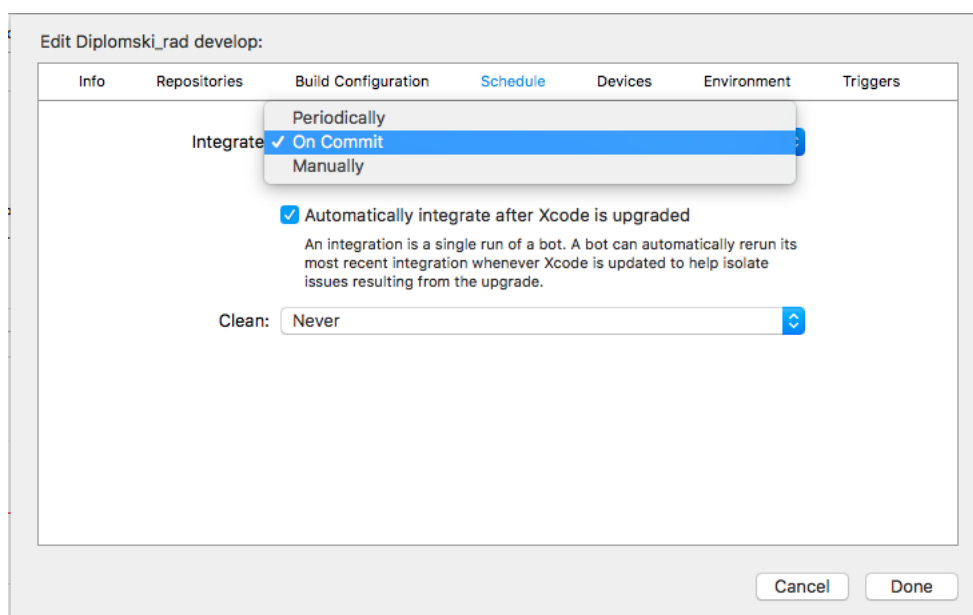 Edit Diplomski_rad develop:
Info Repositories Build Configuration Schedule Devices Environment Triggers
Periodically
Integrate ✓ On Commit
Manually
Automatically integrate after Xcode is upgraded
An integration is a single run of a bot. A bot can automatically rerun its
most recent integration whenever Xcode is updated to help isolate
issues resulting from the upgrade.
Clean: Never
Cancel Done